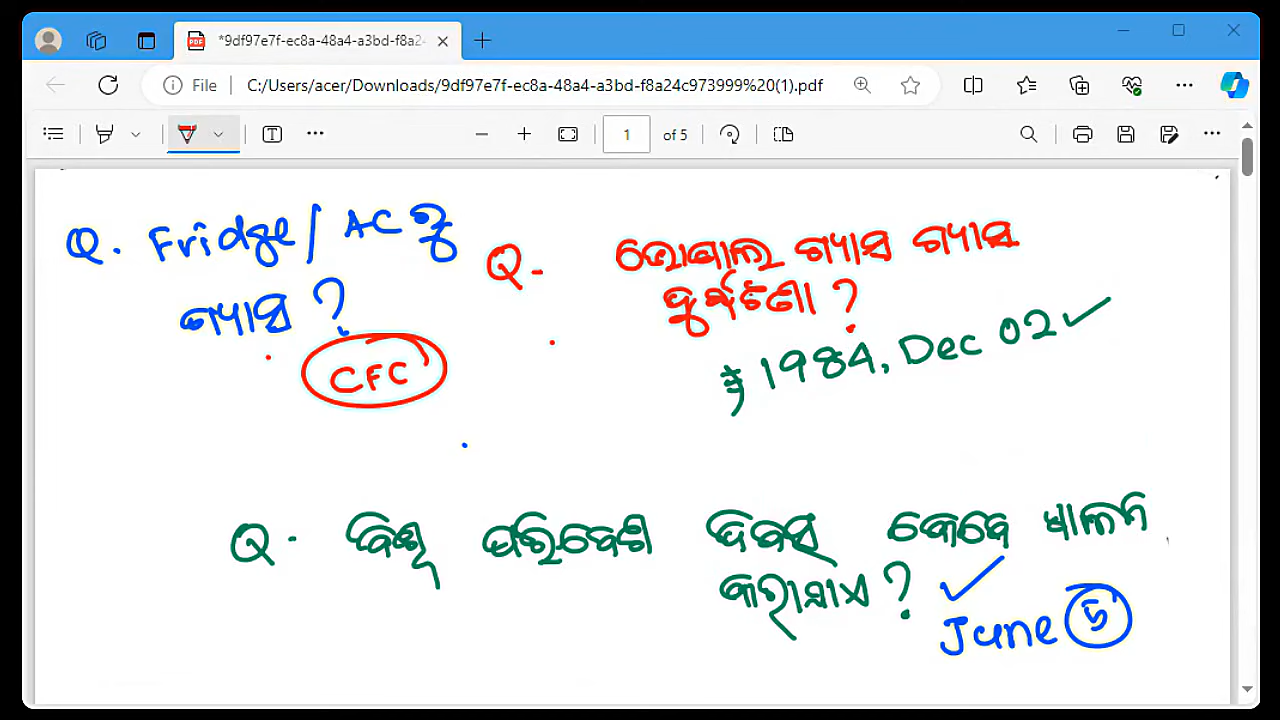 *9df97e7f-ec8a-48a4-a3bd-f8a2
File C:/Users/acer/Downloads/9df97e7f-ec8a-48a4-a3bd-f8a24c973999%20(1).pdf
1 of 5
Q. Fridge/ AC ରୁ
ଗ୍ୟାସ ?
CFC
Q- ଭୋପାଲ ଗ୍ୟାସ ଗ୍ୟାସ
ଦୁର୍ଘଟଣା ?
1984, Dec 02
Q. ବିଶ୍ୱ ପରିବେଶ ଦିବସ କେବେ ପାଳନ
କରାଯାଏ ?
June 5